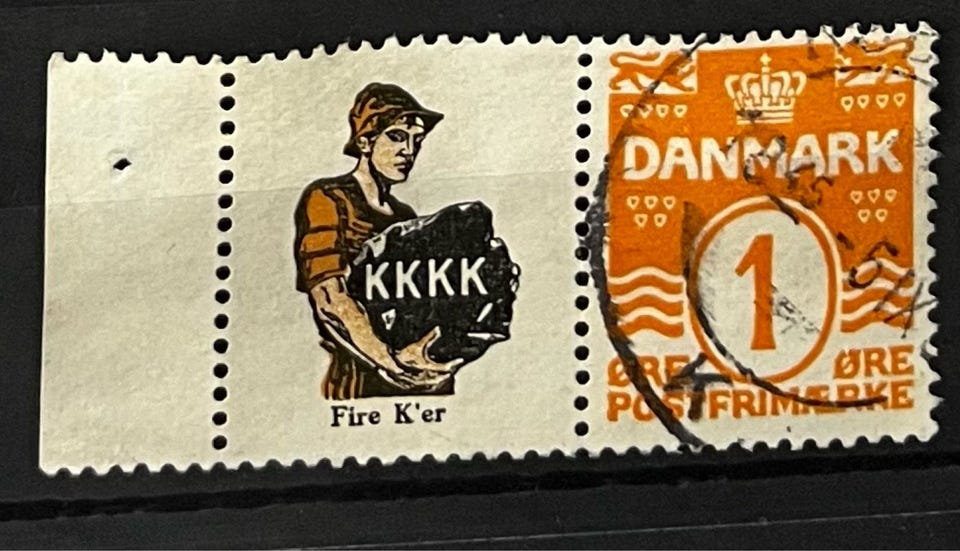 KKKK
Fire K'er
DANMARK
1
ØRE ØRE
POSTFRIMÆRKE
K